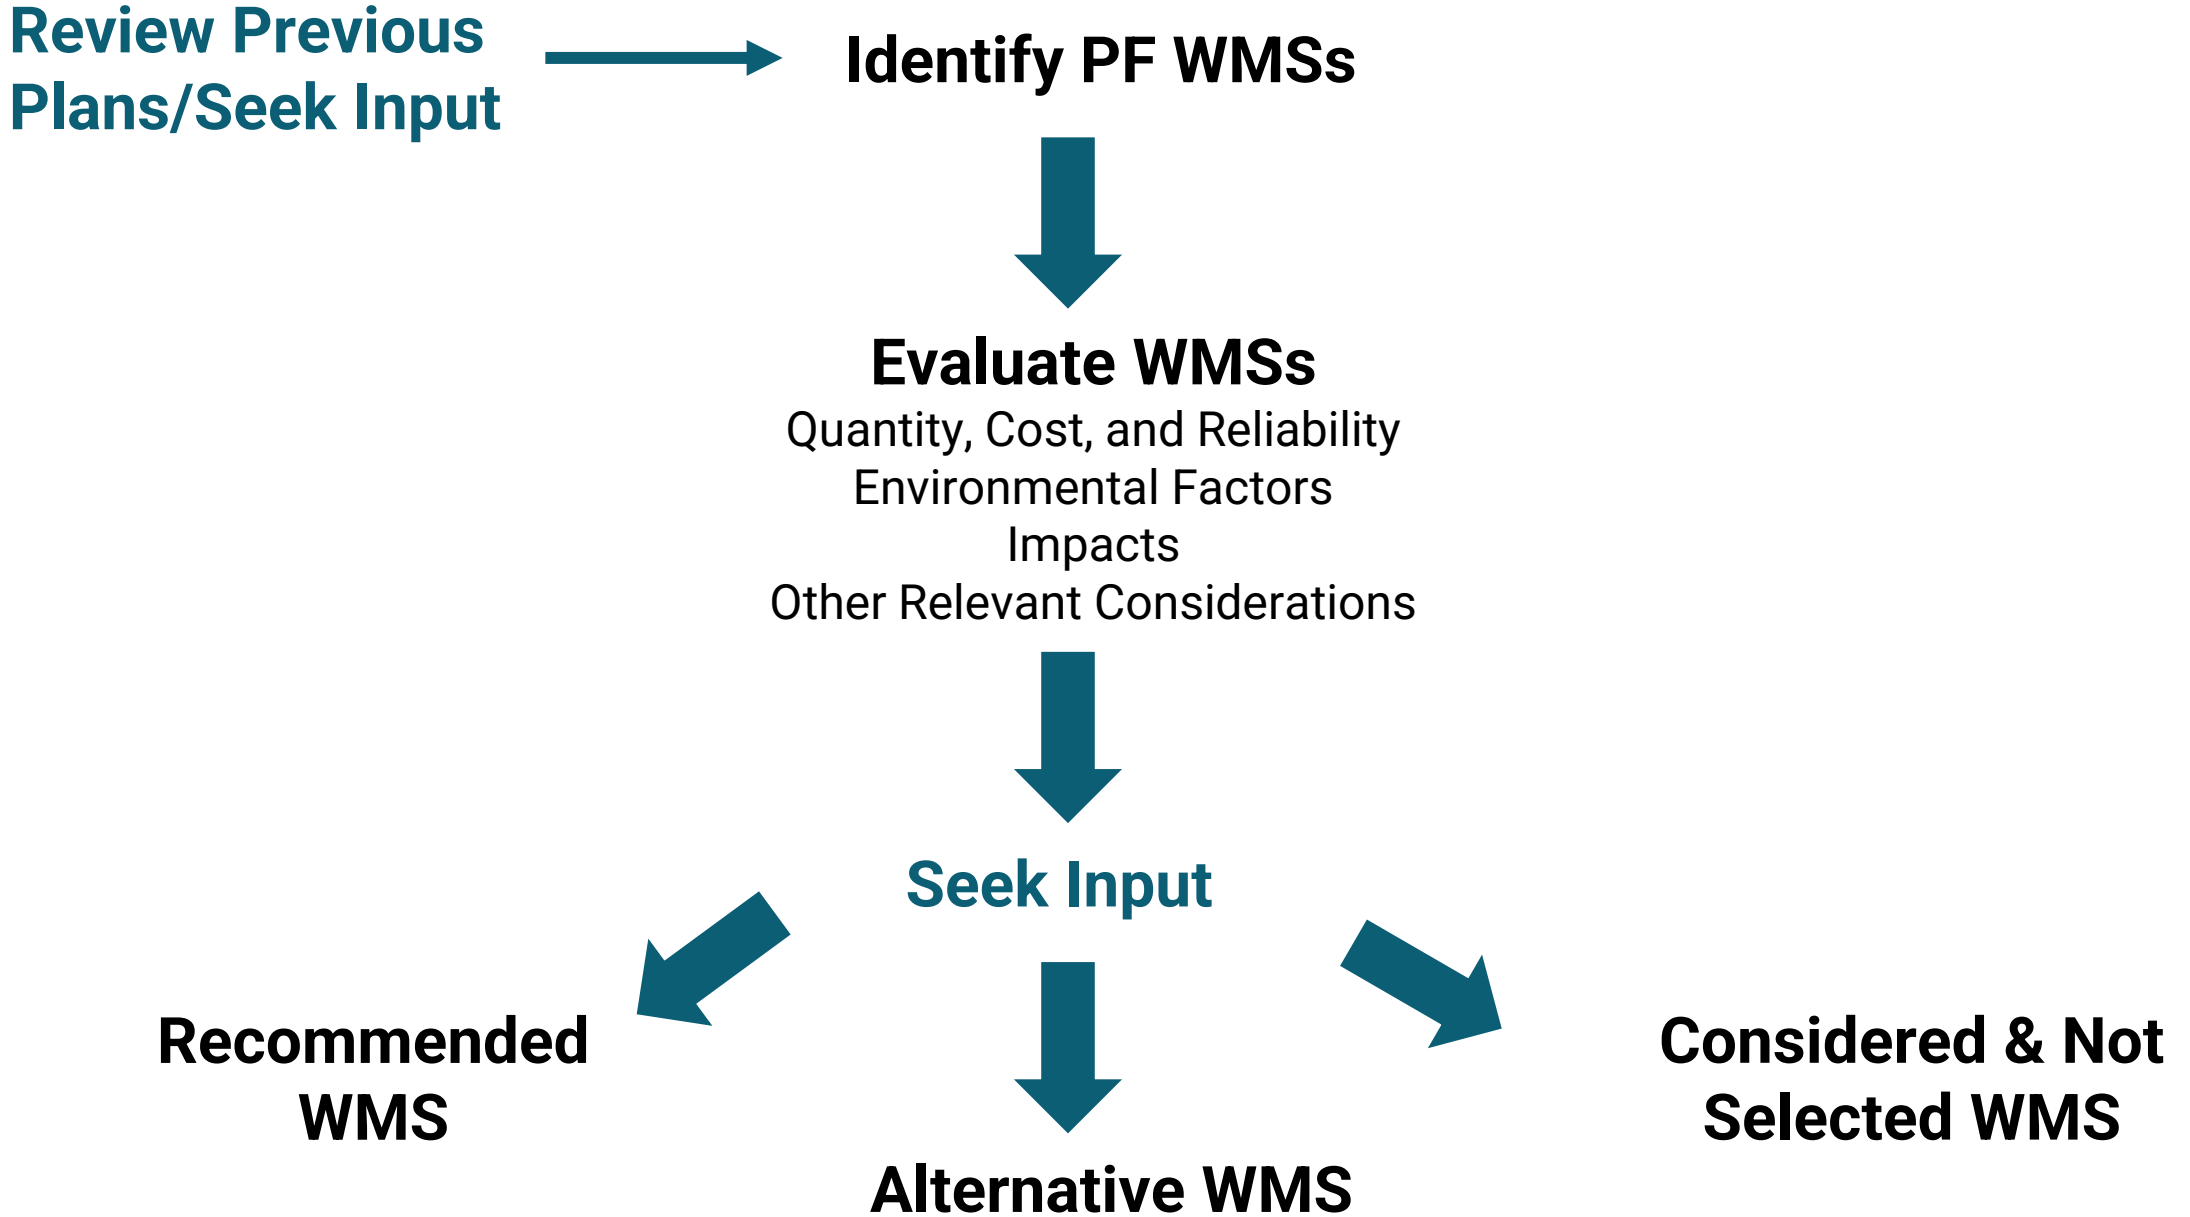 Review Previous
Plans/Seek Input
Identify PF WMSs
Evaluate WMSs
Quantity, Cost, and Reliability
Environmental Factors
Impacts
Other Relevant Considerations
Seek Input
Recommended
WMS
Alternative WMS
Considered & Not
Selected WMS